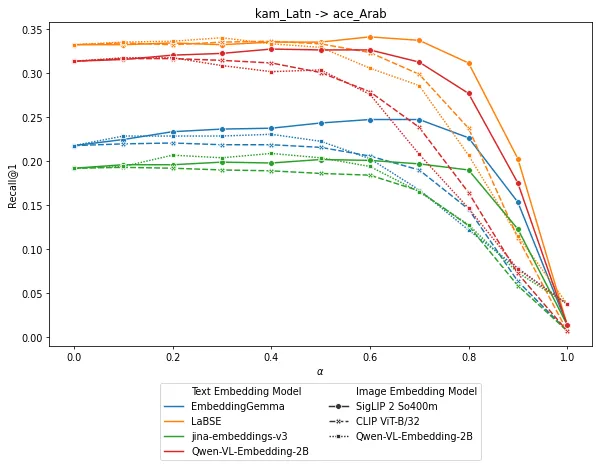 kam_Latn -> ace_Arab
Recall@1
0.35
0.30
0.25
0.20
0.15
0.10
0.05
0.00
0.0 0.2 0.4 0.6 0.8 1.0
α
Text Embedding Model
EmbeddingGemma
LaBSE
jina-embeddings-v3
Qwen-VL-Embedding-2B
Image Embedding Model
SigLIP 2 So400m
CLIP ViT-B/32
Qwen-VL-Embedding-2B